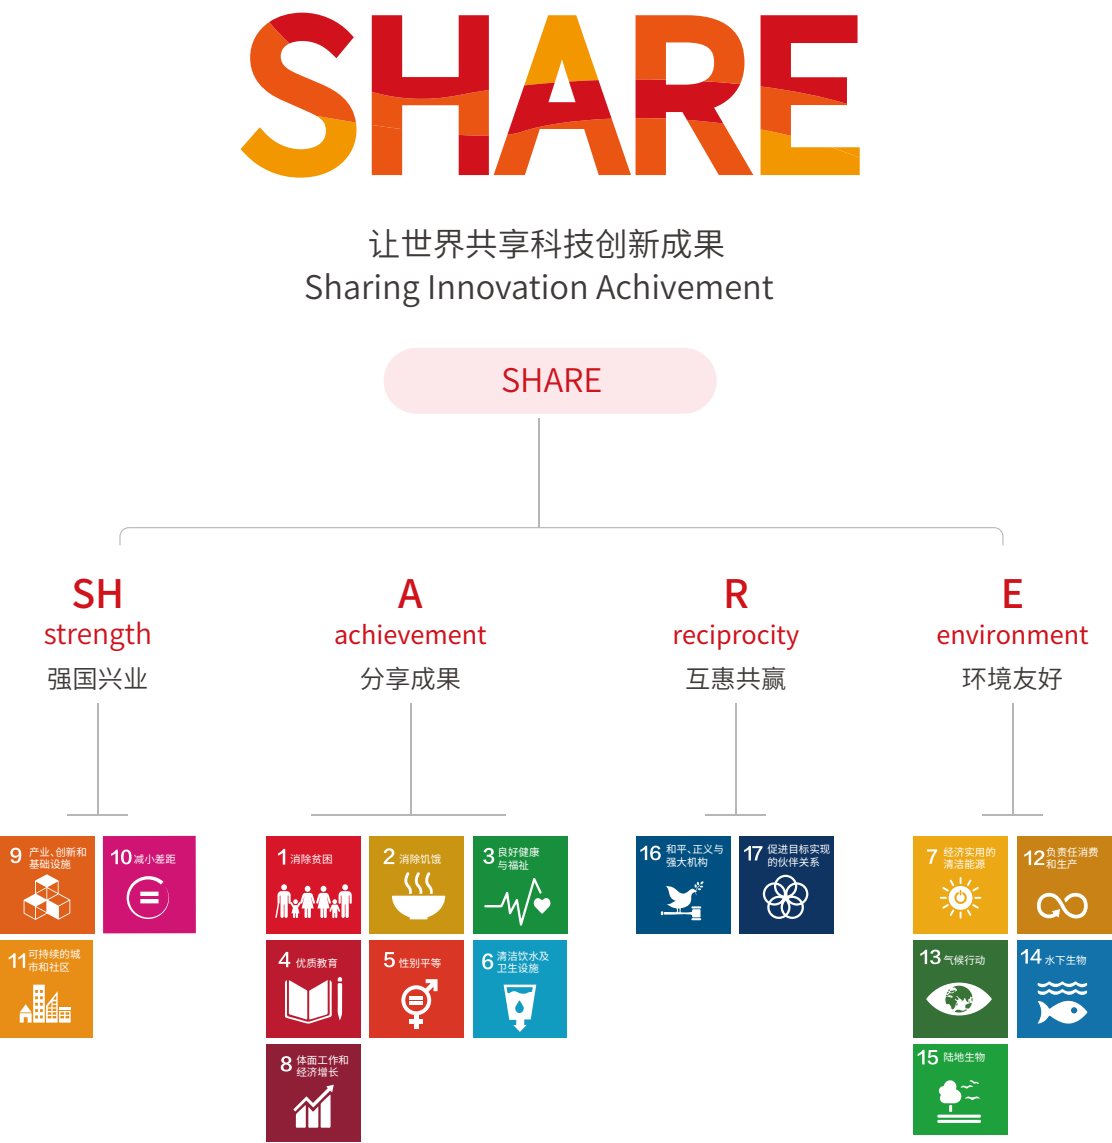 SHARE
让世界共享科技创新成果
Sharing Innovation Achivement
SHARE
SH
strength
强国兴业
A
achievement
分享成果
R
reciprocity
互惠共赢
E
environment
环境友好
9 产业、创新和
基础设施
10 减小差距
11 可持续的城
市和社区
1 消除贫困
2 消除饥饿
3 良好健康
与福祉
4 优质教育
5 性别平等
6 清洁饮水及
卫生设施
8 体面工作和
经济增长
16 和平、正义与
强大机构
17 促进目标实现
的伙伴关系
7 经济实用的
清洁能源
12 负责任消费
和生产
13 气候行动
14 水下生物
15 陆地生物